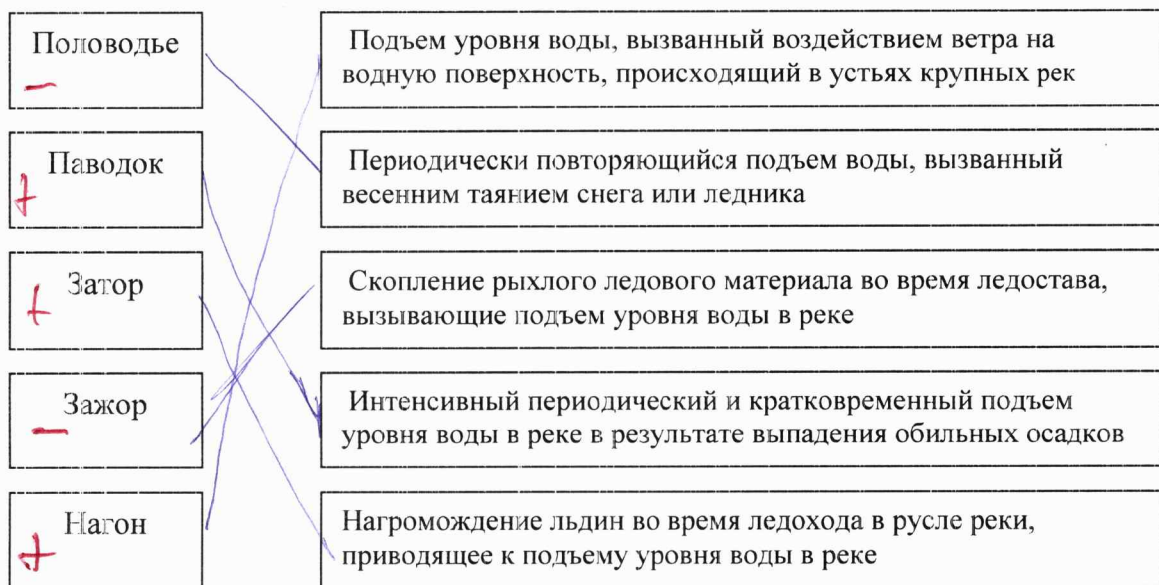 Половодье
Подъем уровня воды, вызванный воздействием ветра на
водную поверхность, происходящий в устьях крупных рек
−
Паводок
Периодически повторяющийся подъем воды, вызванный
весенним таянием снега или ледника
+
Затор
Скопление рыхлого ледового материала во время ледостава,
вызывающие подъем уровня воды в реке
+
Зажор
Интенсивный периодический и кратковременный подъем
уровня воды в реке в результате выпадения обильных осадков
−
Нагон
Нагромождение льдин во время ледохода в русле реки,
приводящее к подъему уровня воды в реке
+